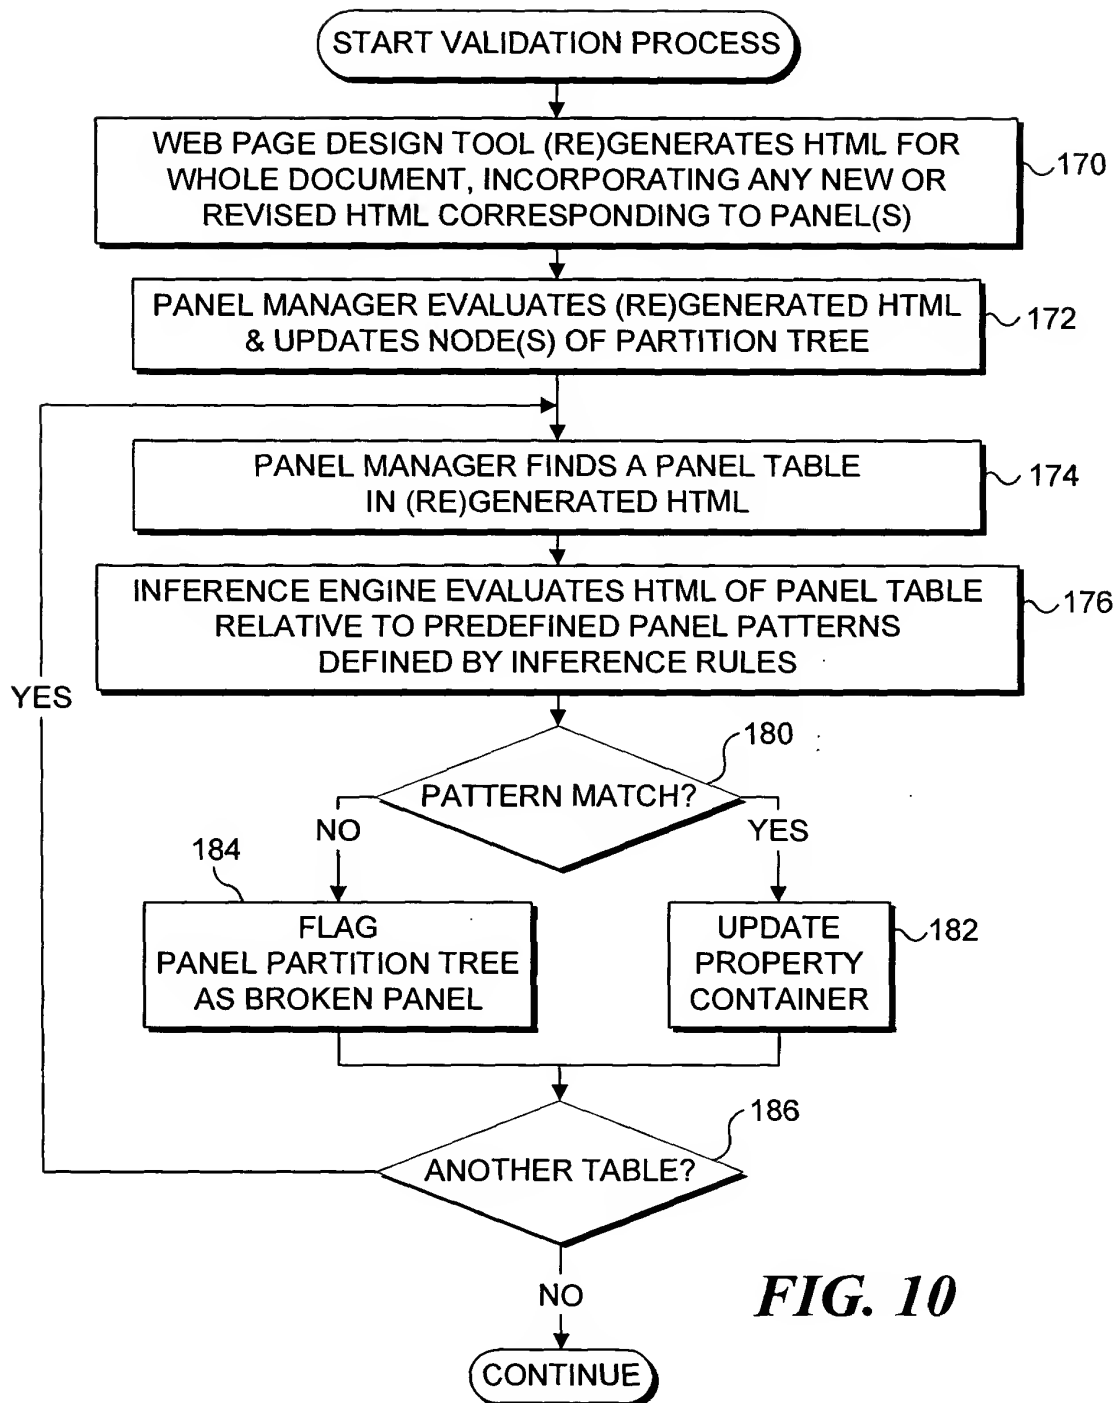 START VALIDATION PROCESS
WEB PAGE DESIGN TOOL (RE)GENERATES HTML FOR
WHOLE DOCUMENT, INCORPORATING ANY NEW OR
REVISED HTML CORRESPONDING TO PANEL(S)
170
PANEL MANAGER EVALUATES (RE)GENERATED HTML
& UPDATES NODE(S) OF PARTITION TREE
172
PANEL MANAGER FINDS A PANEL TABLE
IN (RE)GENERATED HTML
174
INFERENCE ENGINE EVALUATES HTML OF PANEL TABLE
RELATIVE TO PREDEFINED PANEL PATTERNS
DEFINED BY INFERENCE RULES
176
YES
180
PATTERN MATCH?
NO
YES
184
FLAG
PANEL PARTITION TREE
AS BROKEN PANEL
UPDATE
PROPERTY
CONTAINER
182
186
ANOTHER TABLE?
NO
FIG. 10
CONTINUE